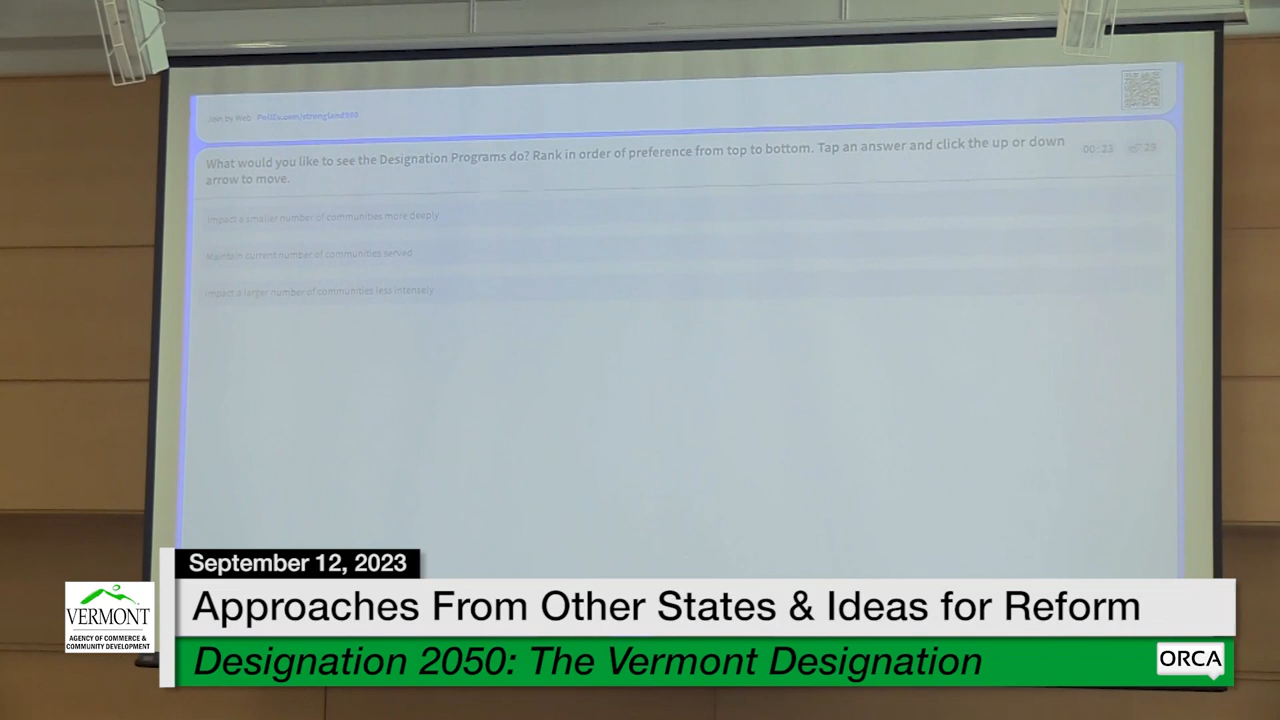 Join by Web PollEv.com/strongland998
What would you like to see the Designation Programs do? Rank in order of preference from top to bottom. Tap an answer and click the up or down
arrow to move.
00:23
29
Impact a smaller number of communities more deeply
Maintain current number of communities served
Impact a larger number of communities less intensely
September 12, 2023
Approaches From Other States & Ideas for Reform
Designation 2050: The Vermont Designation
VERMONT
AGENCY OF COMMERCE &
COMMUNITY DEVELOPMENT
ORCA